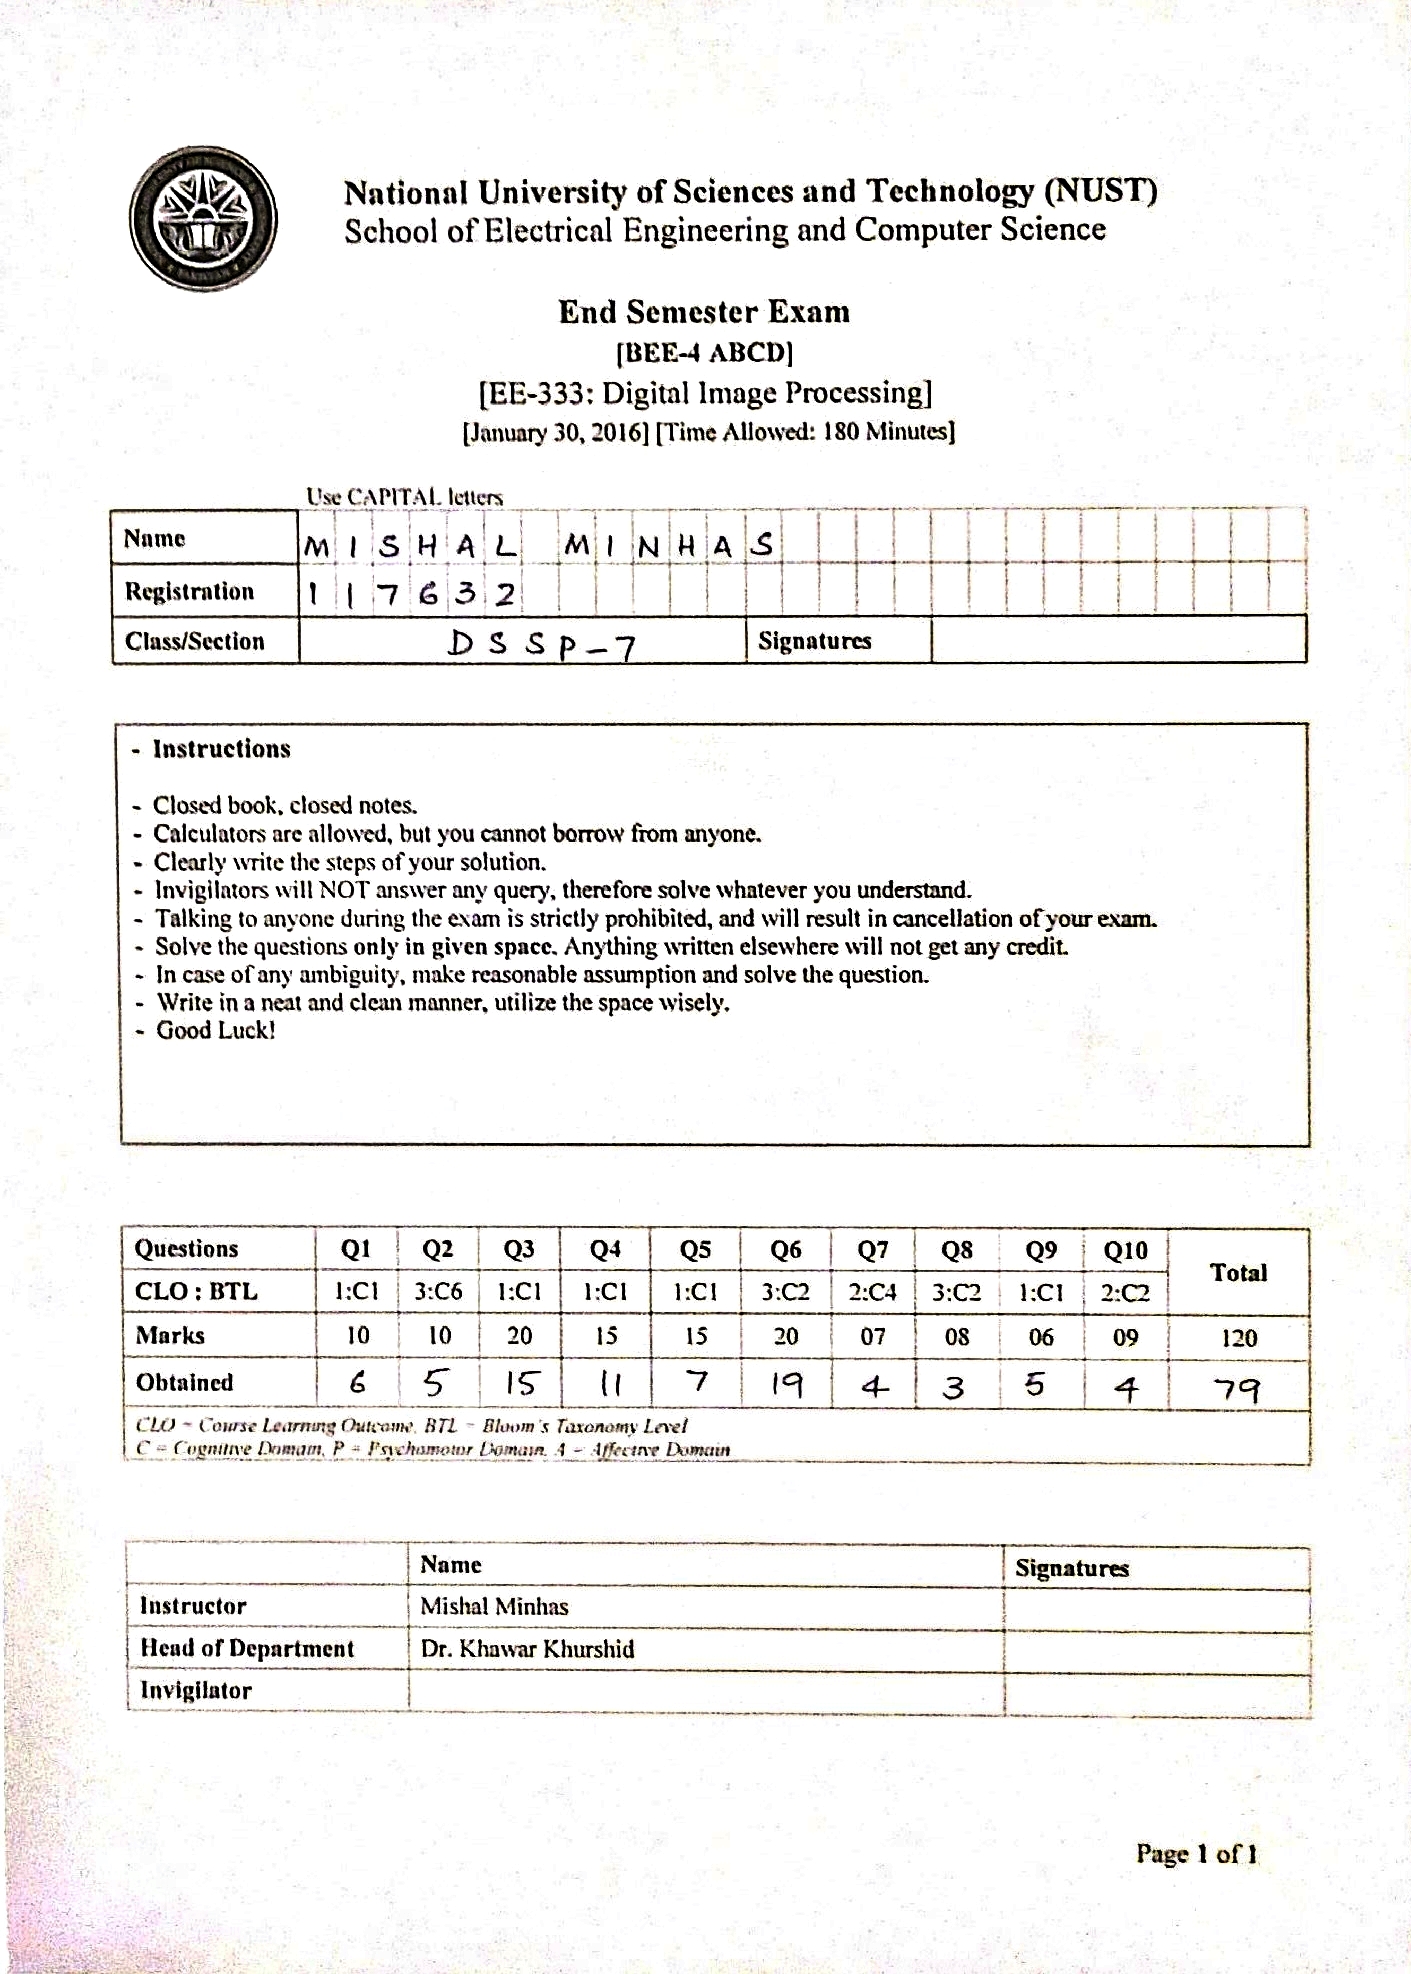 National University of Sciences and Technology (NUST)
School of Electrical Engineering and Computer Science
End Semester Exam
[BEE-4 ABCD]
[EE-333: Digital Image Processing]
[January 30, 2016] [Time Allowed: 180 Minutes]
Use CAPITAL letters
Name MISHAL MINHAS
Registration 117632
Class/Section DSSP-7 Signatures
- Instructions
- Closed book, closed notes.
- Calculators are allowed, but you cannot borrow from anyone.
- Clearly write the steps of your solution.
- Invigilators will NOT answer any query, therefore solve whatever you understand.
- Talking to anyone during the exam is strictly prohibited, and will result in cancellation of your exam.
- Solve the questions only in given space. Anything written elsewhere will not get any credit.
- In case of any ambiguity, make reasonable assumption and solve the question.
- Write in a neat and clean manner, utilize the space wisely.
- Good Luck!
Questions Q1 Q2 Q3 Q4 Q5 Q6 Q7 Q8 Q9 Q10 Total
CLO : BTL 1:C1 3:C6 1:C1 1:C1 1:C1 3:C2 2:C4 3:C2 1:C1 2:C2
Marks 10 10 20 15 15 20 07 08 06 09 120
Obtained 6 5 15 11 7 19 4 3 5 4 79
CLO = Course Learning Outcome, BTL = Bloom's Taxonomy Level
C = Cognitive Domain, P = Psychomotor Domain, A = Affective Domain
Name Signatures
Instructor Mishal Minhas
Head of Department Dr. Khawar Khurshid
Invigilator
Page 1 of 1